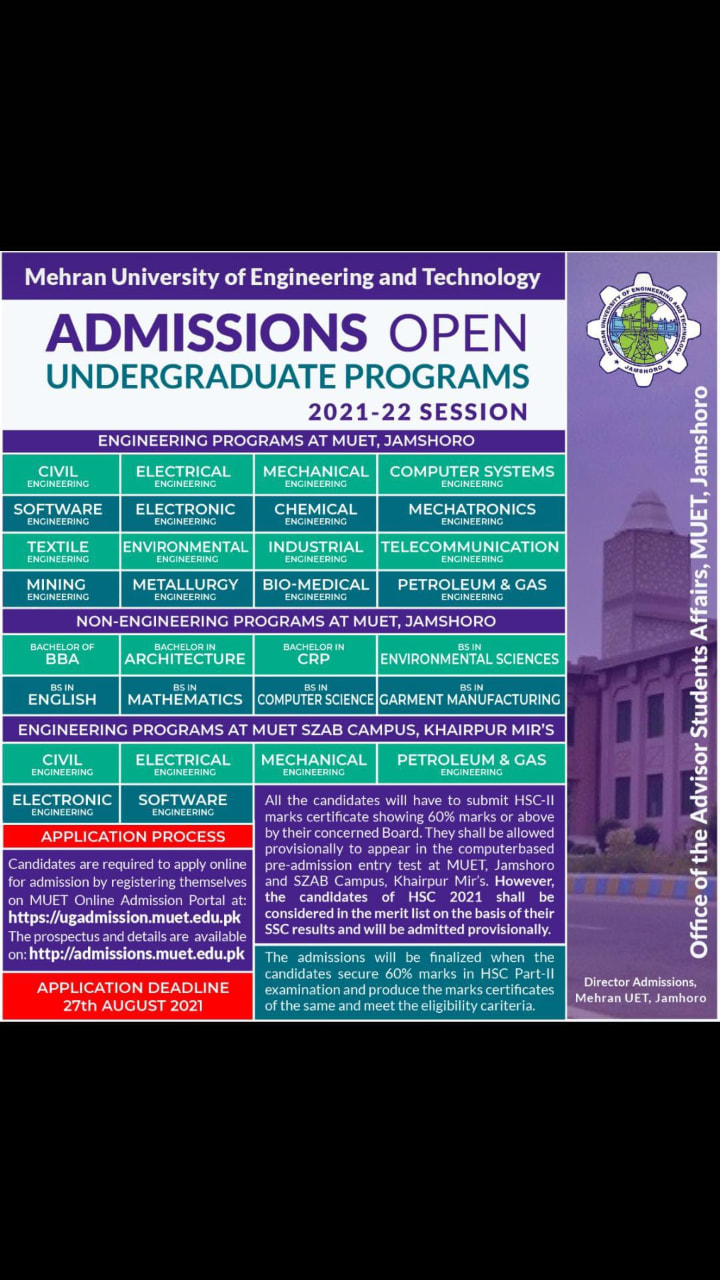 Mehran University of Engineering and Technology
ADMISSIONS OPEN
UNDERGRADUATE PROGRAMS
2021-22 SESSION
ENGINEERING PROGRAMS AT MUET, JAMSHORO
CIVIL ENGINEERING
ELECTRICAL ENGINEERING
MECHANICAL ENGINEERING
COMPUTER SYSTEMS ENGINEERING
SOFTWARE ENGINEERING
ELECTRONIC ENGINEERING
CHEMICAL ENGINEERING
MECHATRONICS ENGINEERING
TEXTILE ENGINEERING
ENVIRONMENTAL ENGINEERING
INDUSTRIAL ENGINEERING
TELECOMMUNICATION ENGINEERING
MINING ENGINEERING
METALLURGY ENGINEERING
BIO-MEDICAL ENGINEERING
PETROLEUM & GAS ENGINEERING
NON-ENGINEERING PROGRAMS AT MUET, JAMSHORO
BACHELOR OF BBA
BACHELOR IN ARCHITECTURE
BACHELOR IN CRP
BS IN ENVIRONMENTAL SCIENCES
BS IN ENGLISH
BS IN MATHEMATICS
BS IN COMPUTER SCIENCE
BS IN GARMENT MANUFACTURING
ENGINEERING PROGRAMS AT MUET SZAB CAMPUS, KHAIRPUR MIR'S
CIVIL ENGINEERING
ELECTRICAL ENGINEERING
MECHANICAL ENGINEERING
PETROLEUM & GAS ENGINEERING
ELECTRONIC ENGINEERING
SOFTWARE ENGINEERING
APPLICATION PROCESS
Candidates are required to apply online
for admission by registering themselves
on MUET Online Admission Portal at:
https://ugadmission.muet.edu.pk
The prospectus and details are available
on: http://admissions.muet.edu.pk
APPLICATION DEADLINE
27th AUGUST 2021
All the candidates will have to submit HSC-II
marks certificate showing 60% marks or above
by their concerned Board. They shall be allowed
provisionally to appear in the computerbased
pre-admission entry test at MUET, Jamshoro
and SZAB Campus, Khairpur Mir's. However,
the candidates of HSC 2021 shall be
considered in the merit list on the basis of their
SSC results and will be admitted provisionally.
The admissions will be finalized when the
candidates secure 60% marks in HSC Part-II
examination and produce the marks certificates
of the same and meet the eligibility cariteria.
MEHRAN UNIVERSITY OF ENGINEERING AND TECHNOLOGY
JAMSHORO
Office of the Advisor Students Affairs, MUET, Jamshoro
Director Admissions,
Mehran UET, Jamhoro